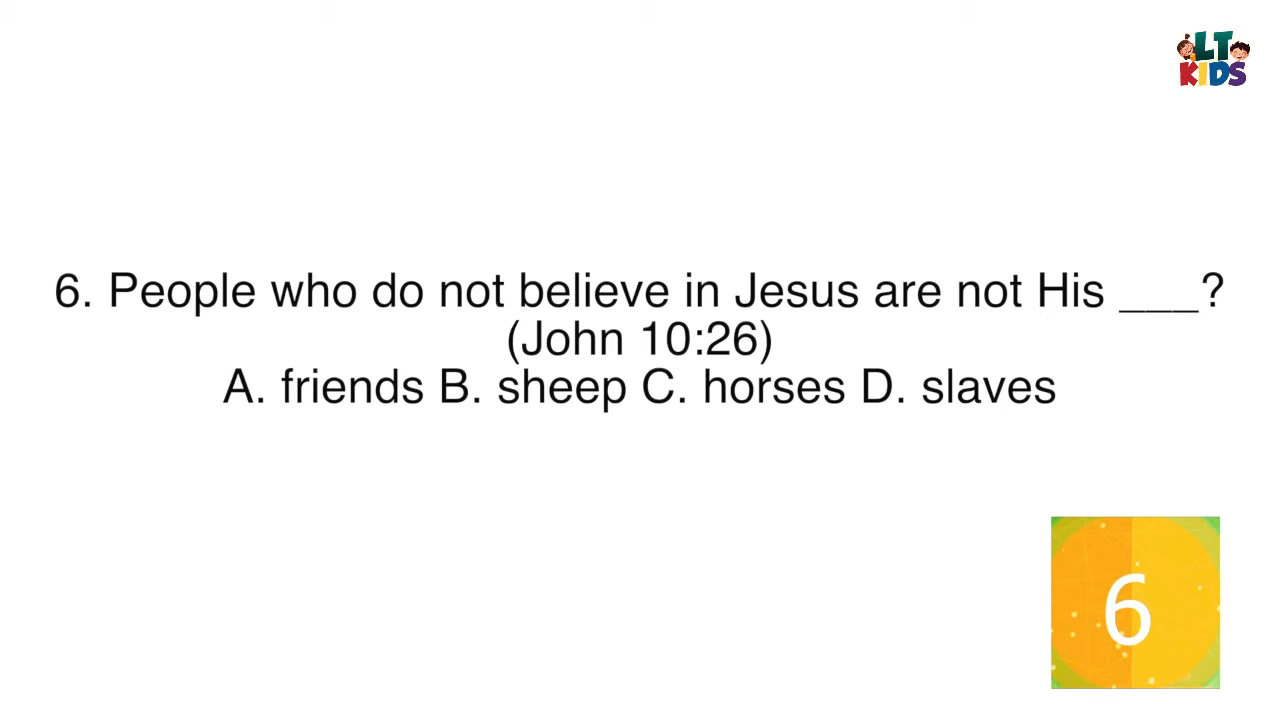 LT
KIDS
6. People who do not believe in Jesus are not His ___?
(John 10:26)
A. friends B. sheep C. horses D. slaves
6